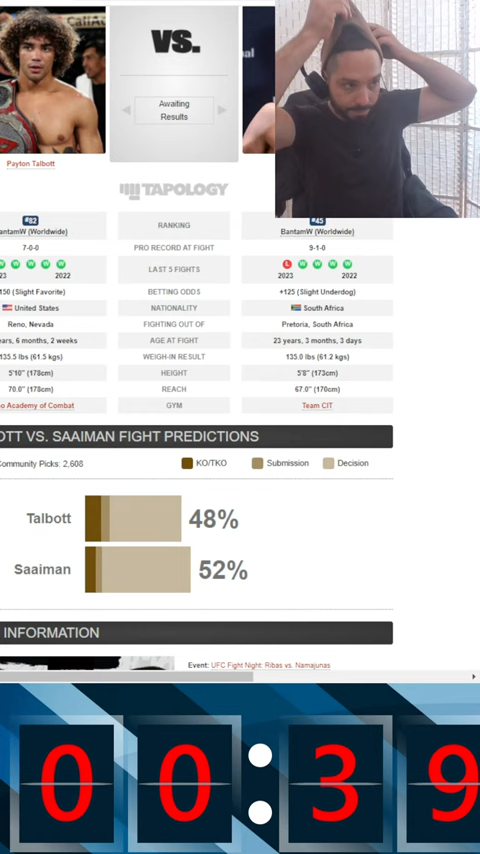 VS.
Awaiting
Results
Payton Talbott
TAPOLOGY
#82 RANKING #45
BantamW (Worldwide) BantamW (Worldwide)
7-0-0 PRO RECORD AT FIGHT 9-1-0
W W W W W LAST 5 FIGHTS L W W W W
23 2022 2023 2022
150 (Slight Favorite) BETTING ODDS +125 (Slight Underdog)
United States NATIONALITY South Africa
Reno, Nevada FIGHTING OUT OF Pretoria, South Africa
ears, 6 months, 2 weeks AGE AT FIGHT 23 years, 3 months, 3 days
135.5 lbs (61.5 kgs) WEIGH-IN RESULT 135.0 lbs (61.2 kgs)
5'10" (178cm) HEIGHT 5'8" (173cm)
70.0" (178cm) REACH 67.0" (170cm)
o Academy of Combat GYM Team CIT
OTT VS. SAAIMAN FIGHT PREDICTIONS
Community Picks: 2,608 KO/TKO Submission Decision
Talbott 48%
Saaiman 52%
INFORMATION
Event: UFC Fight Night: Ribas vs. Namajunas
00:39